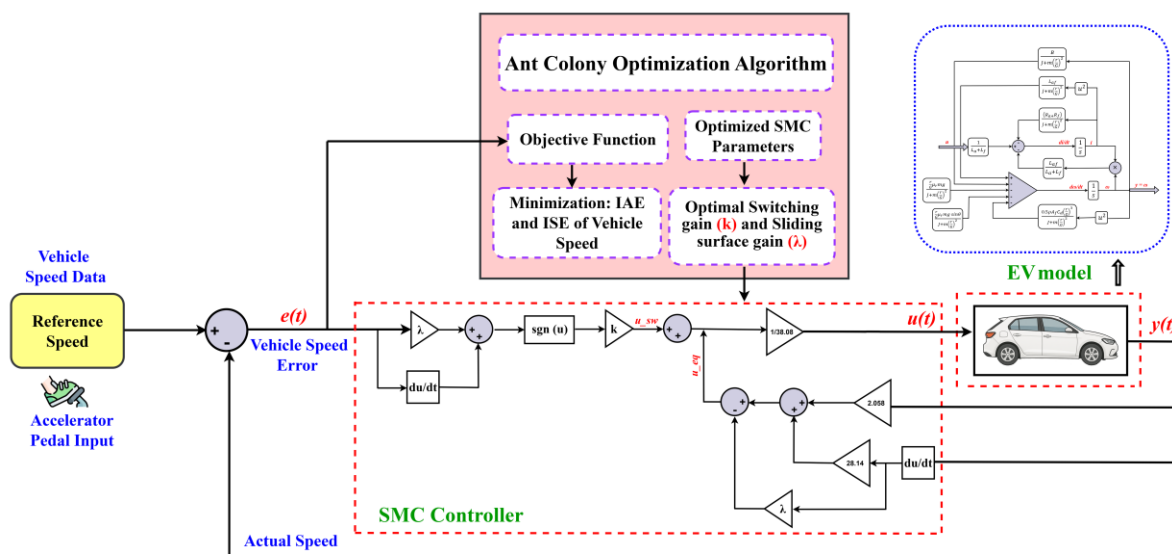 Ant Colony Optimization Algorithm
Objective Function
Optimized SMC
Parameters
Minimization: IAE
and ISE of Vehicle
Speed
Optimal Switching
gain (k) and Sliding
surface gain (λ)
EV model
Vehicle
Speed Data
Reference
Speed
Accelerator
Pedal Input
+
-
e(t)
Vehicle Speed
Error
Actual Speed
λ
du/dt
+
+
sgn (u)
k
u_sw
+
+
1/38.08
u(t)
y(t)
u_eq
+
-
+
+
2.058
28.14
du/dt
λ
SMC Controller